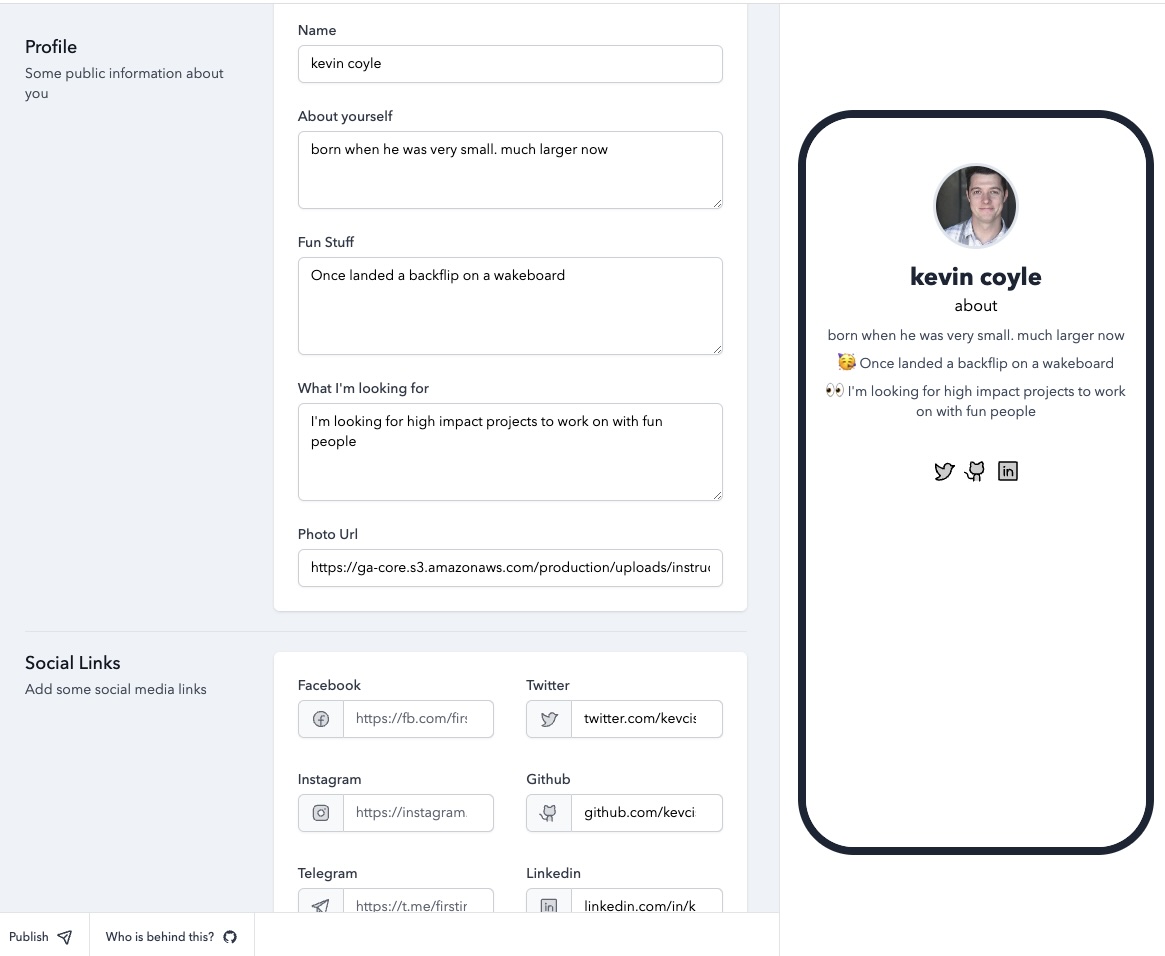 Profile
Some public information about
you
Name
kevin coyle
About yourself
born when he was very small. much larger now
Fun Stuff
Once landed a backflip on a wakeboard
What I'm looking for
I'm looking for high impact projects to work on with fun
people
Photo Url
https://ga-core.s3.amazonaws.com/production/uploads/instruc
Social Links
Add some social media links
Facebook
https://fb.com/firs
Twitter
twitter.com/kevcis
Instagram
https://instagram.
Github
github.com/kevci
Telegram
https://t.me/firstir
Linkedin
linkedin.com/in/k
Publish
Who is behind this?
kevin coyle
about
born when he was very small. much larger now
🥳 Once landed a backflip on a wakeboard
👀 I'm looking for high impact projects to work
on with fun people
in